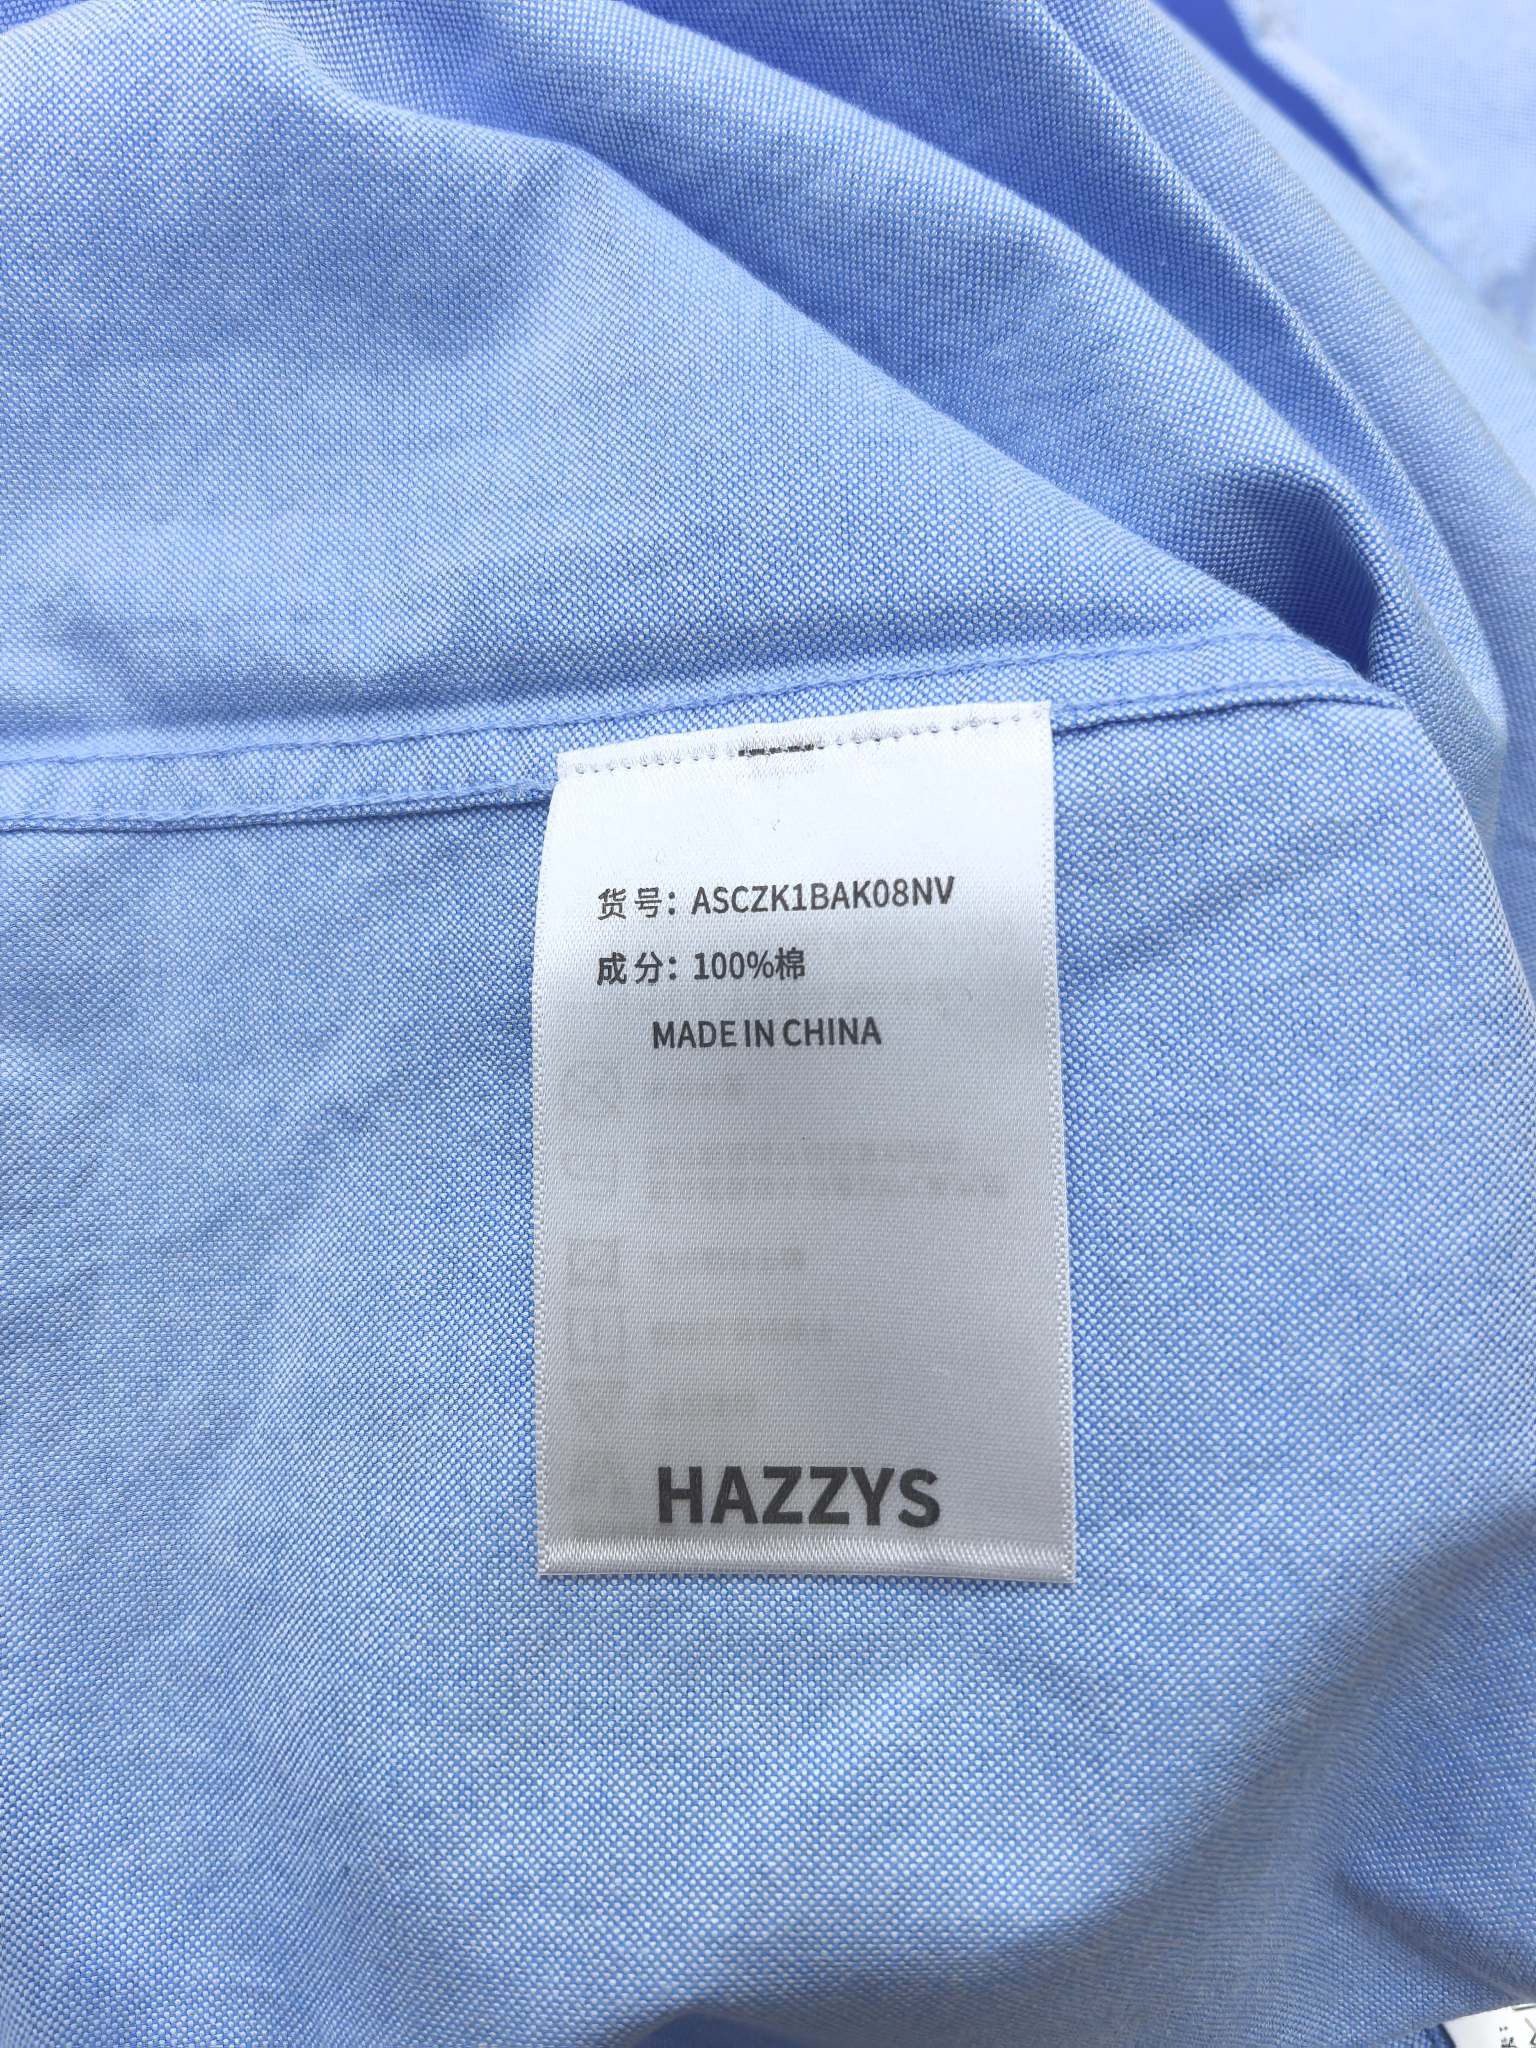 货号：ASCZK1BAK08NV
成分：100%棉
MADE IN CHINA
HAZZYS